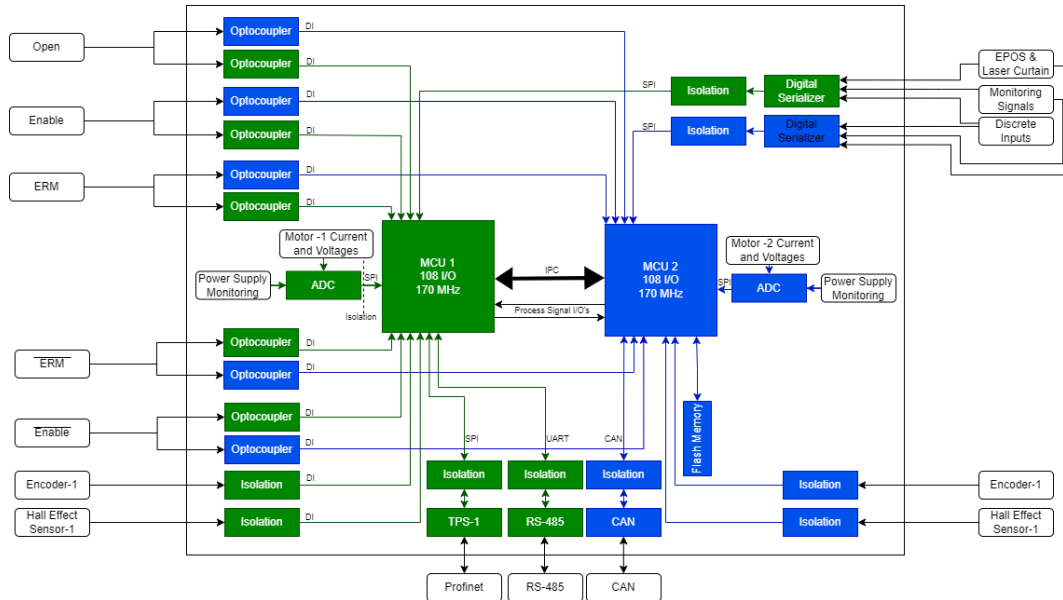 Open
Optocoupler
DI
Optocoupler
DI
Enable
Optocoupler
DI
Optocoupler
DI
ERM
Optocoupler
DI
Optocoupler
DI
SPI
Isolation
Digital
Serializer
SPI
Isolation
Digital
Serializer
EPOS &
Laser Curtain
Monitoring
Signals
Discrete
Inputs
Motor -1 Current
and Voltages
Power Supply
Monitoring
ADC
SPI
Isolation
MCU 1
108 I/O
170 MHz
IPC
Process Signal I/O's
MCU 2
108 I/O
170 MHz
Motor -2 Current
and Voltages
SPI
ADC
Power Supply
Monitoring
ERM
Optocoupler
DI
Optocoupler
DI
Enable
Optocoupler
DI
Optocoupler
DI
SPI
UART
CAN
Flash Memory
Encoder-1
Isolation
DI
Isolation
Isolation
Isolation
Isolation
Encoder-1
Hall Effect
Sensor-1
Isolation
DI
TPS-1
RS-485
CAN
Isolation
Hall Effect
Sensor-1
Profinet
RS-485
CAN